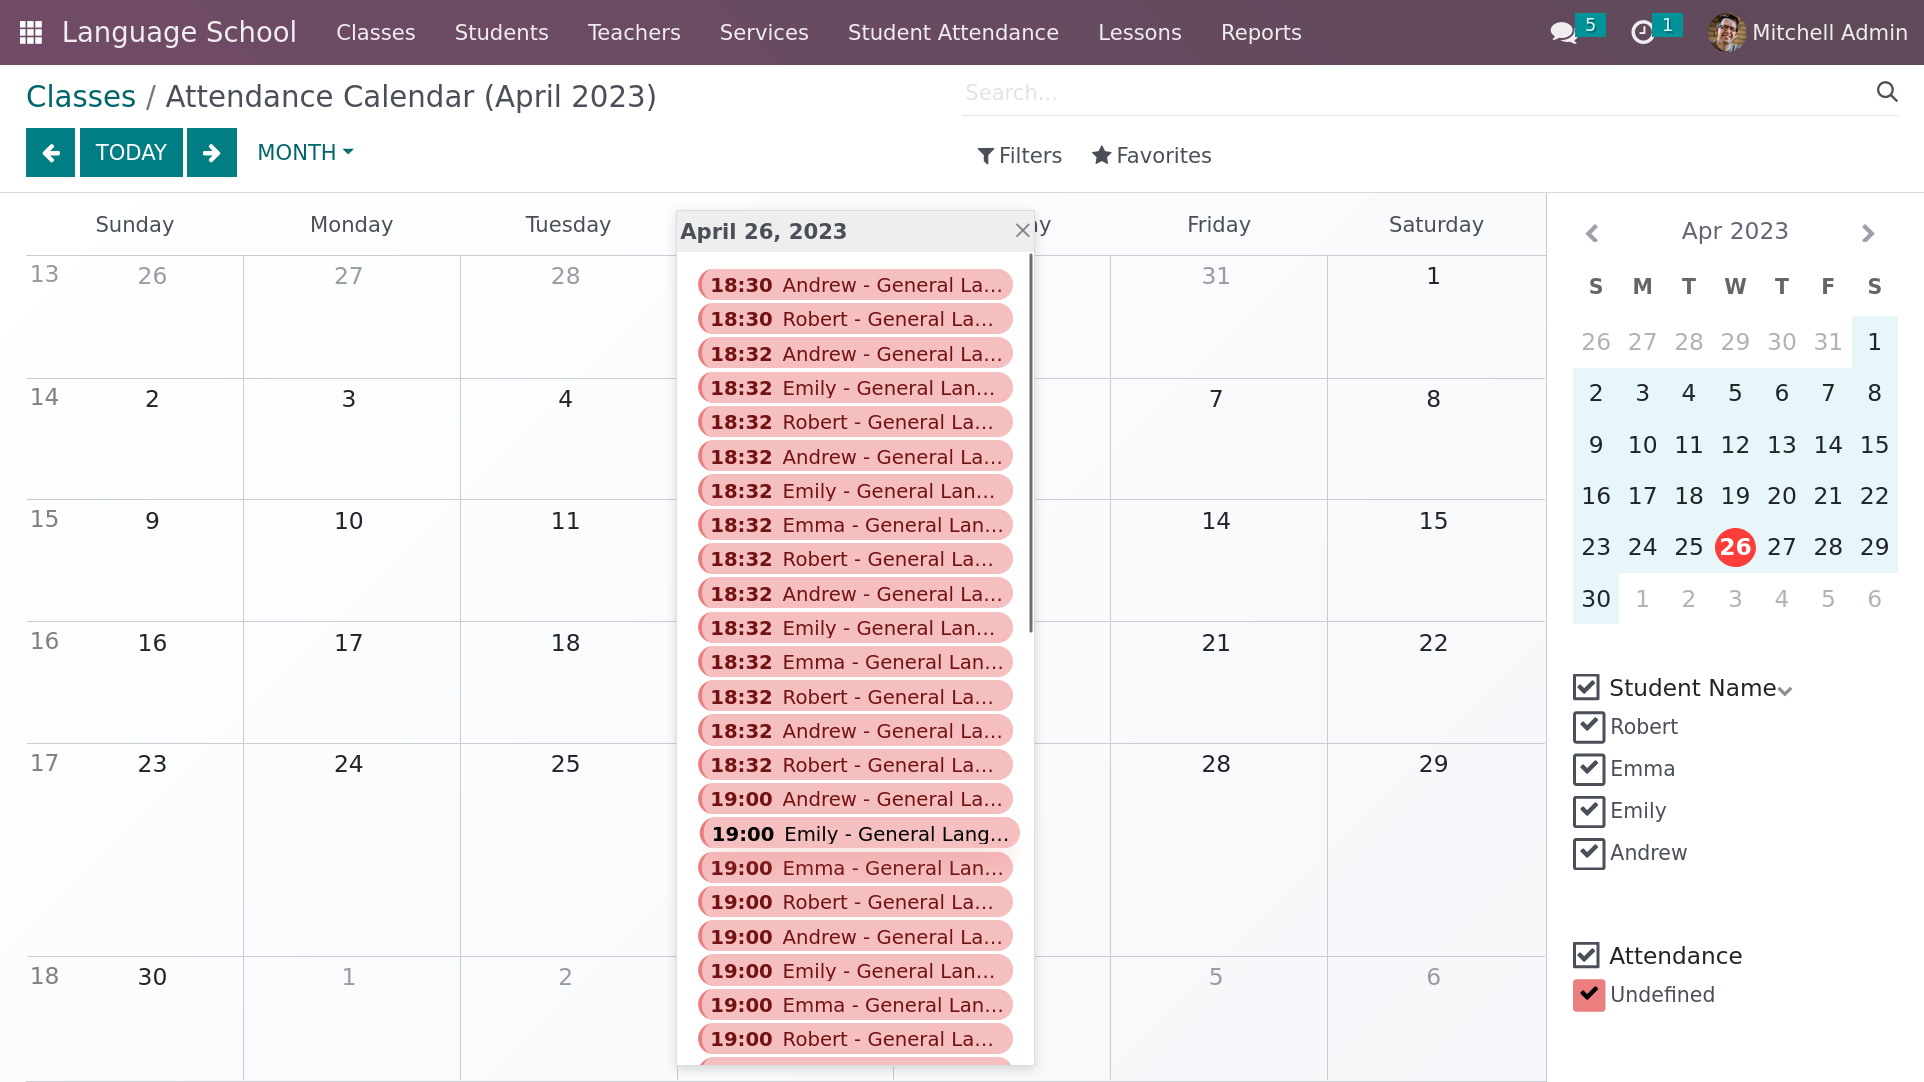 Language School Classes Students Teachers Services Student Attendance Lessons Reports 5 1 Mitchell Admin
Classes / Attendance Calendar (April 2023)
Search...
TODAY MONTH
Filters Favorites
Sunday Monday Tuesday Friday Saturday
13 26 27 28 31 1
14 2 3 4 7 8
15 9 10 11 14 15
16 16 17 18 21 22
17 23 24 25 28 29
18 30 1 2 5 6
April 26, 2023
18:30 Andrew - General La...
18:30 Robert - General La...
18:32 Andrew - General La...
18:32 Emily - General Lan...
18:32 Robert - General La...
18:32 Andrew - General La...
18:32 Emily - General Lan...
18:32 Emma - General Lan...
18:32 Robert - General La...
18:32 Andrew - General La...
18:32 Emily - General Lan...
18:32 Emma - General Lan...
18:32 Robert - General La...
18:32 Andrew - General La...
18:32 Robert - General La...
19:00 Andrew - General La...
19:00 Emily - General Lang...
19:00 Emma - General Lan...
19:00 Robert - General La...
19:00 Andrew - General La...
19:00 Emily - General Lan...
19:00 Emma - General Lan...
19:00 Robert - General La...
Apr 2023
S M T W T F S
26 27 28 29 30 31 1
2 3 4 5 6 7 8
9 10 11 12 13 14 15
16 17 18 19 20 21 22
23 24 25 26 27 28 29
30 1 2 3 4 5 6
Student Name
Robert
Emma
Emily
Andrew
Attendance
Undefined